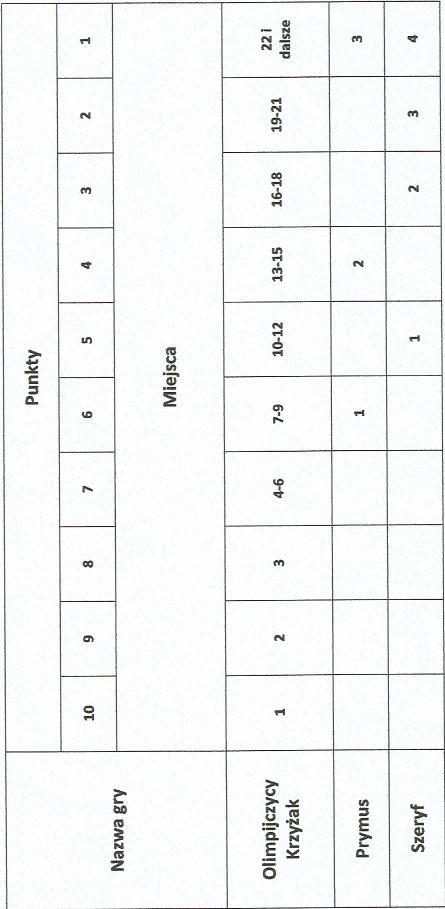 Nazwa gry
Punkty
10 9 8 7 6 5 4 3 2 1
Miejsca
Olimpijczycy
Krzyżak
1 2 3 4-6 7-9 10-12 13-15 16-18 19-21 22 i
dalsze
Prymus 1 2 3
Szeryf 1 2 3 4